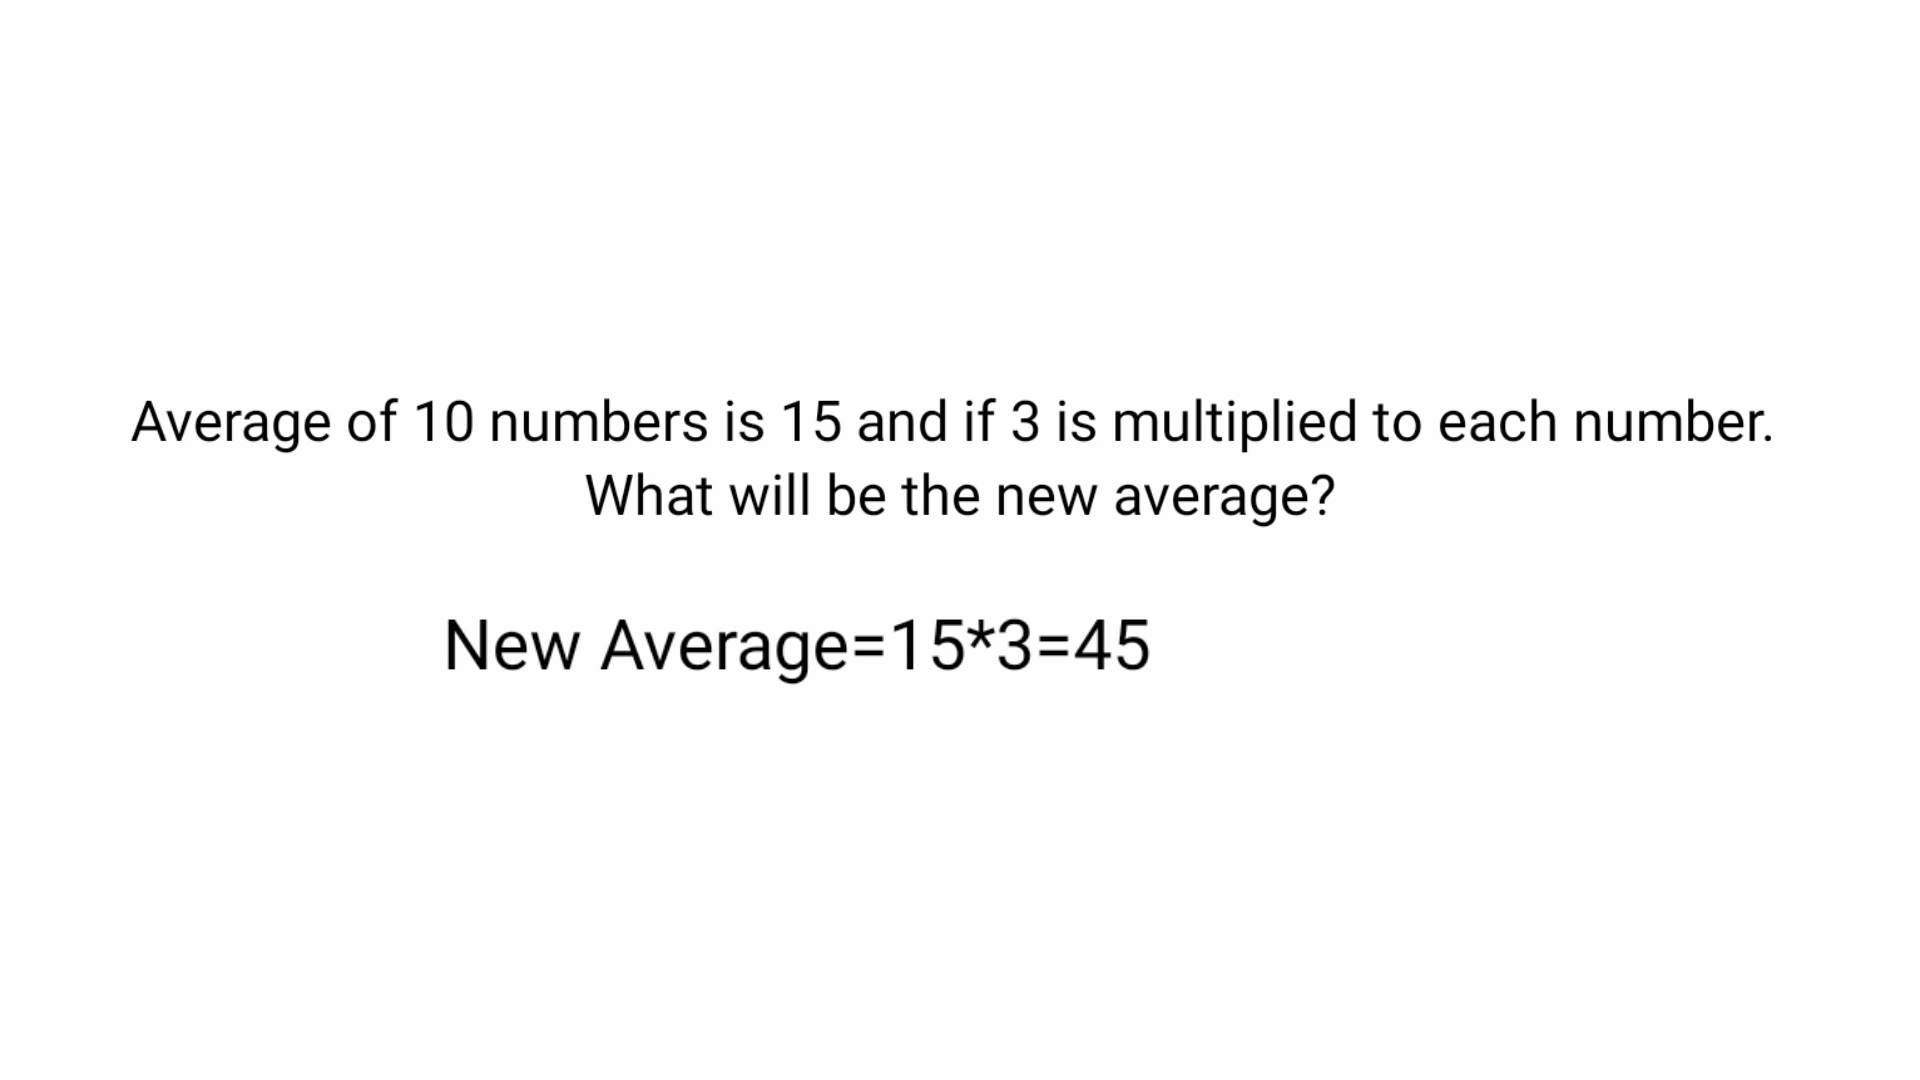 Average of 10 numbers is 15 and if 3 is multiplied to each number.
What will be the new average?
New Average=15*3=45